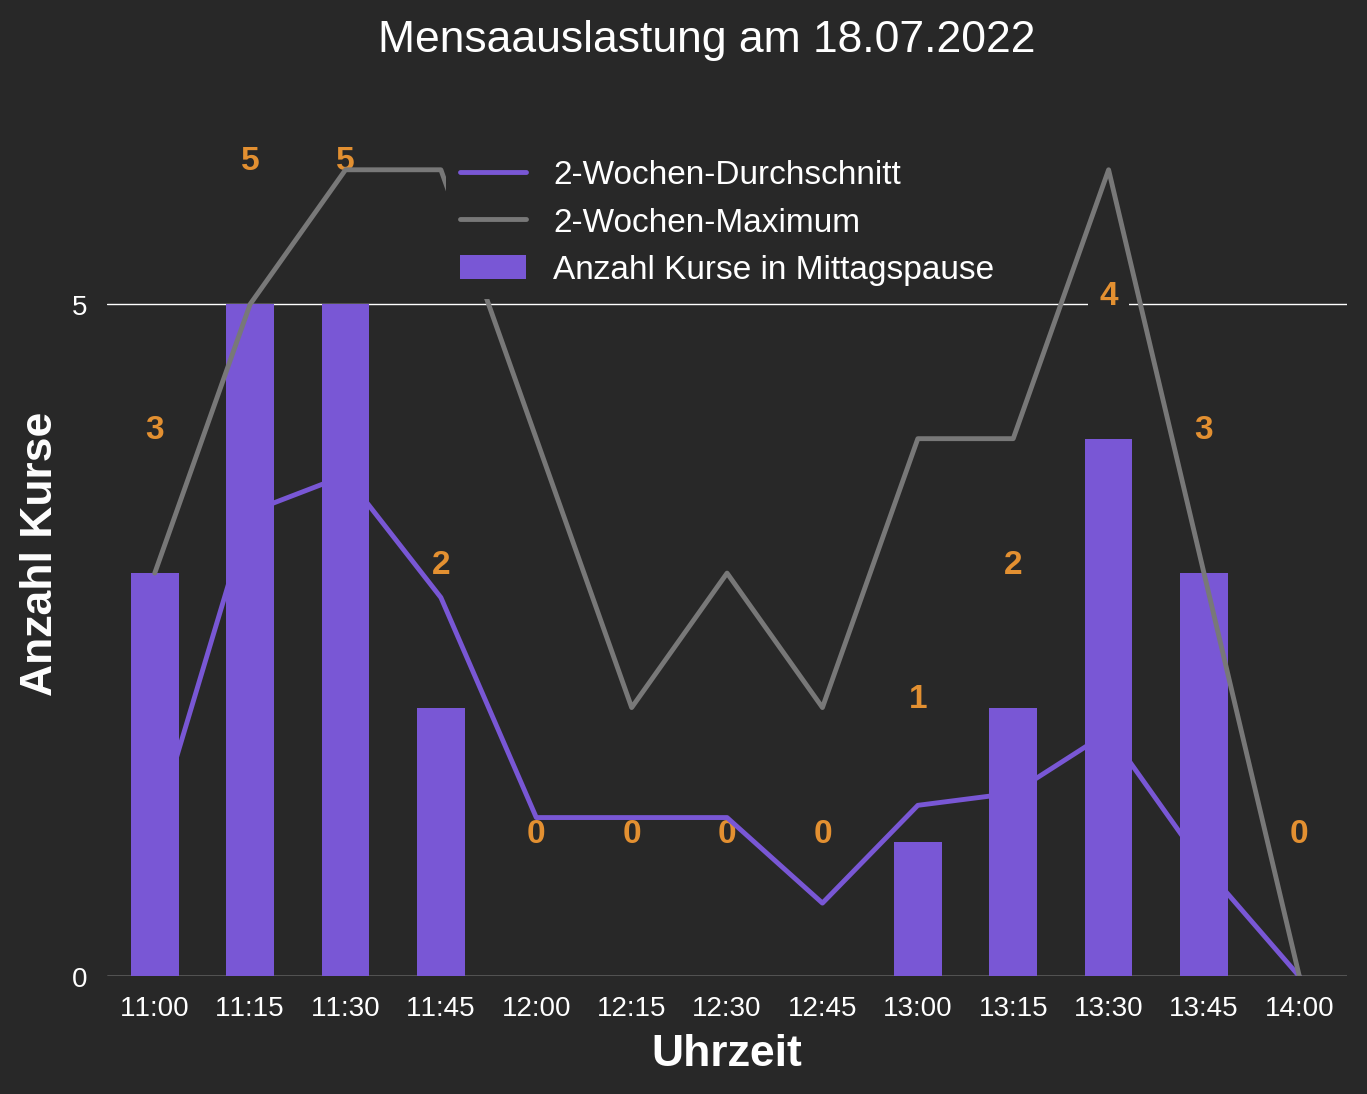 Mensaauslastung am 18.07.2022
5 5
2-Wochen-Durchschnitt
2-Wochen-Maximum
Anzahl Kurse in Mittagspause
5
4
3
3
2
2
1
0 0 0 0 0
0
Anzahl Kurse
11:00 11:15 11:30 11:45 12:00 12:15 12:30 12:45 13:00 13:15 13:30 13:45 14:00
Uhrzeit